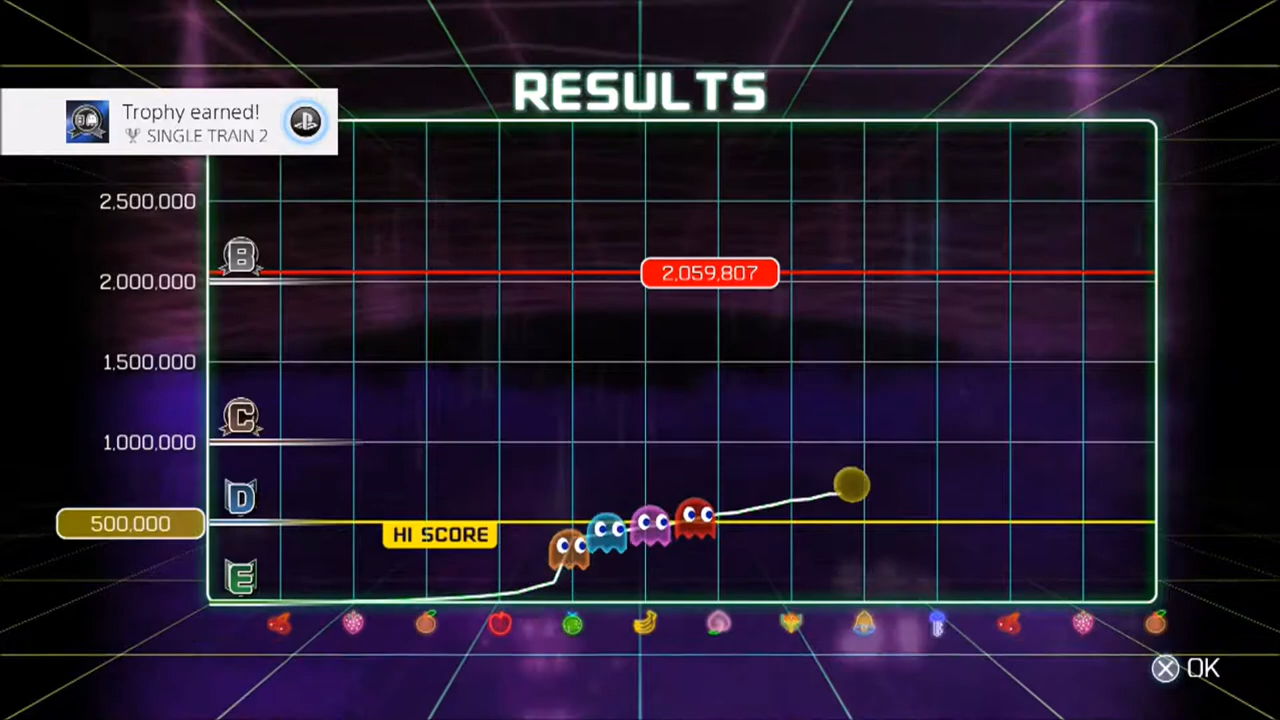 RESULTS
Trophy earned!
SINGLE TRAIN 2
2,500,000
B
2,059,807
2,000,000
1,500,000
C
1,000,000
D
500,000
HI SCORE
E
OK